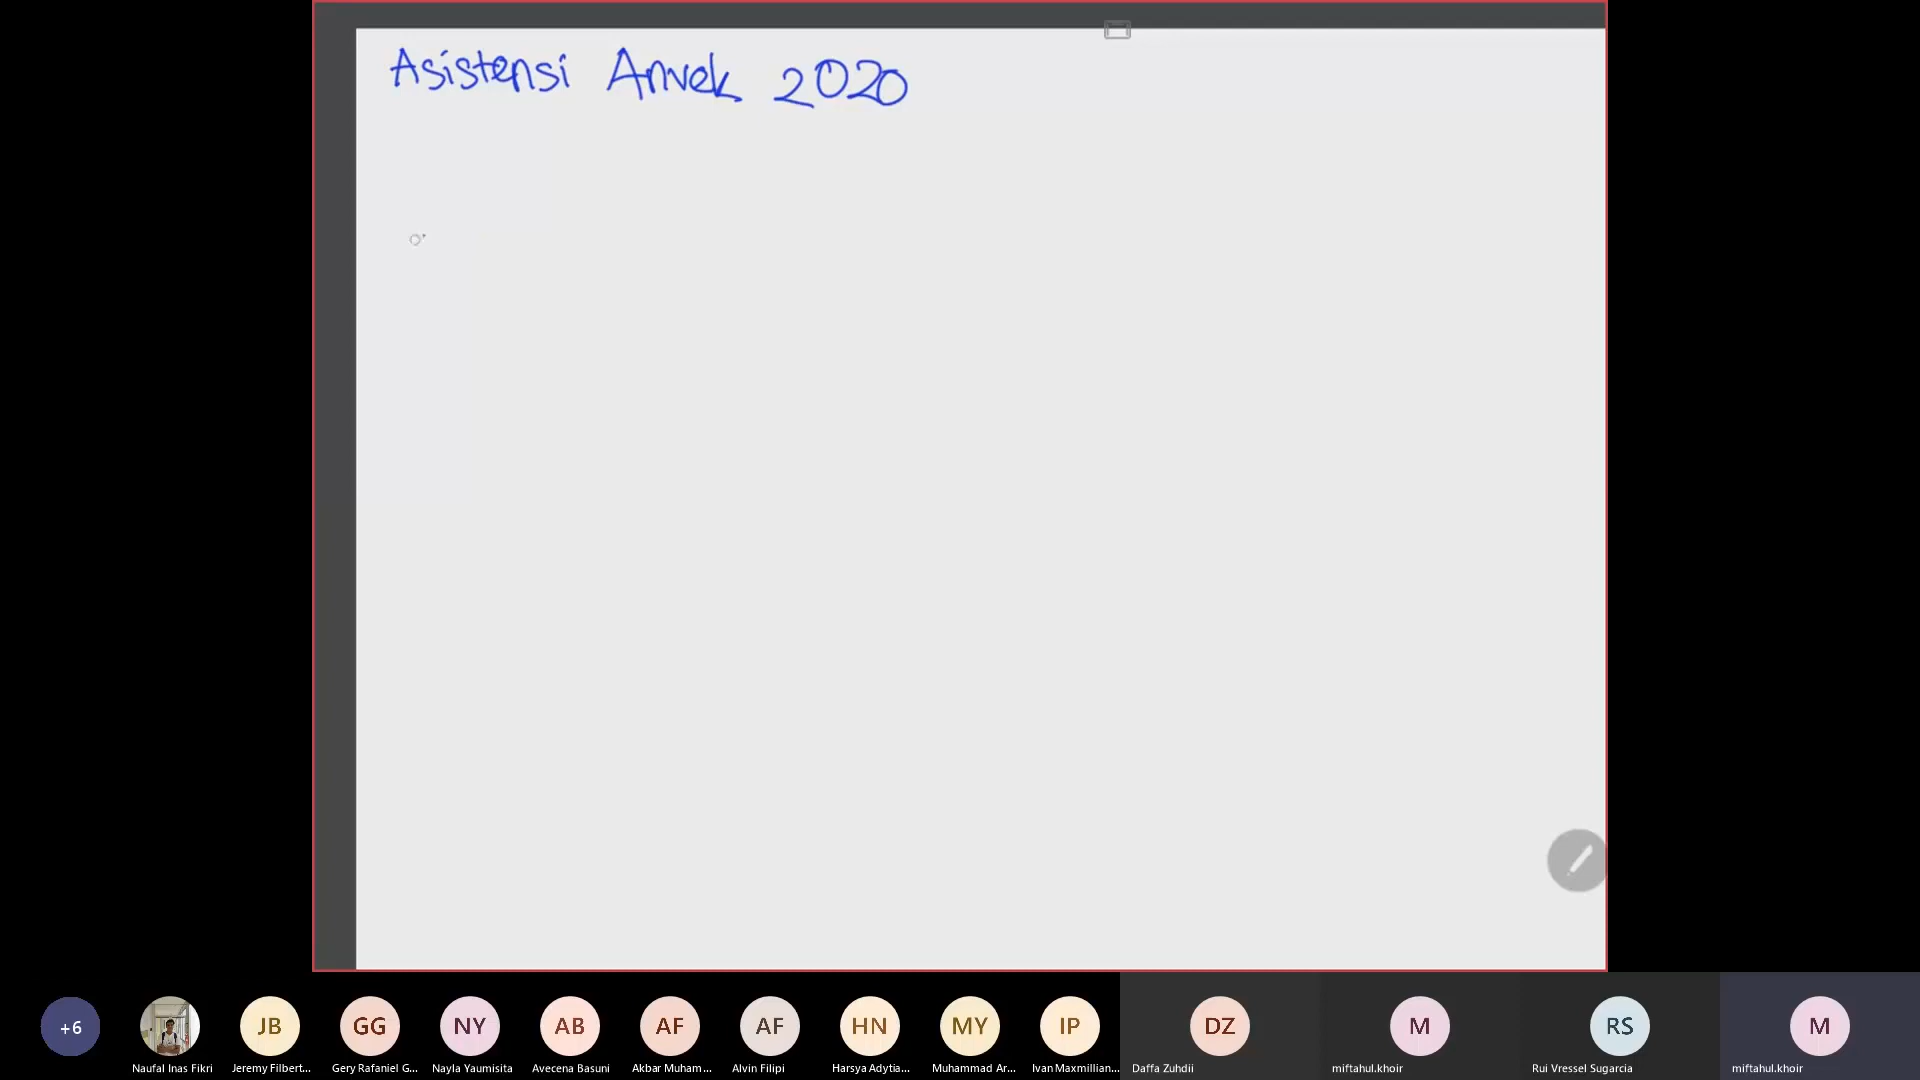 Asistensi Anvek 2020
+6
JB
GG
NY
AB
AF
AF
HN
MY
IP
DZ
M
RS
M
Naufal Inas Fikri
Jeremy Filbert...
Gery Rafaniel G...
Nayla Yaumisita
Avecena Basuni
Akbar Muham...
Alvin Filipi
Harsya Adytia...
Muhammad Ar...
Ivan Maxmillian...
Daffa Zuhdii
miftahul.khoir
Rui Vressel Sugarcia
miftahul.khoir